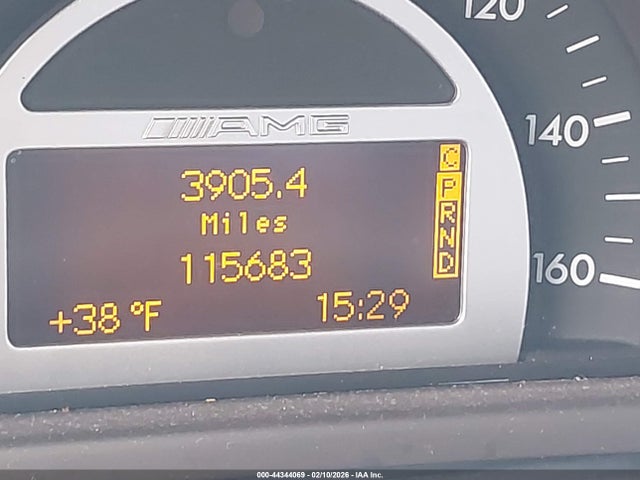 120
140
160
AMG
3905.4
Miles
115683
+38 °F
15:29
C
P
R
N
D
000-44344069 - 02/10/2026 - IAA Inc.